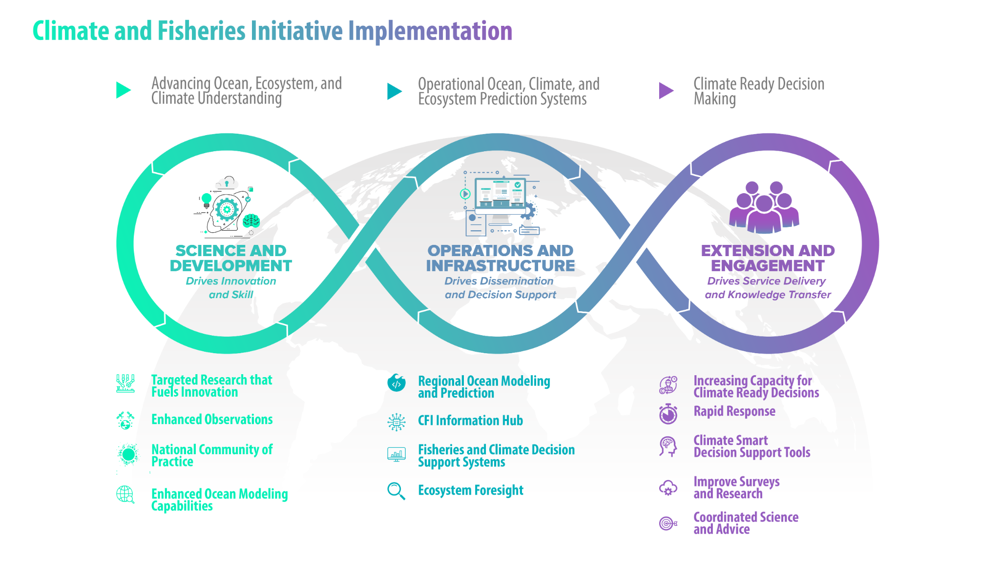 Climate and Fisheries Initiative Implementation
Advancing Ocean, Ecosystem, and
Climate Understanding
Operational Ocean, Climate, and
Ecosystem Prediction Systems
Climate Ready Decision
Making
SCIENCE AND
DEVELOPMENT
Drives Innovation
and Skill
OPERATIONS AND
INFRASTRUCTURE
Drives Dissemination
and Decision Support
EXTENSION AND
ENGAGEMENT
Drives Service Delivery
and Knowledge Transfer
Targeted Research that
Fuels Innovation
Enhanced Observations
National Community of
Practice
Enhanced Ocean Modeling
Capabilities
Regional Ocean Modeling
and Prediction
CFI Information Hub
Fisheries and Climate Decision
Support Systems
Ecosystem Foresight
Increasing Capacity for
Climate Ready Decisions
Rapid Response
Climate Smart
Decision Support Tools
Improve Surveys
and Research
Coordinated Science
and Advice